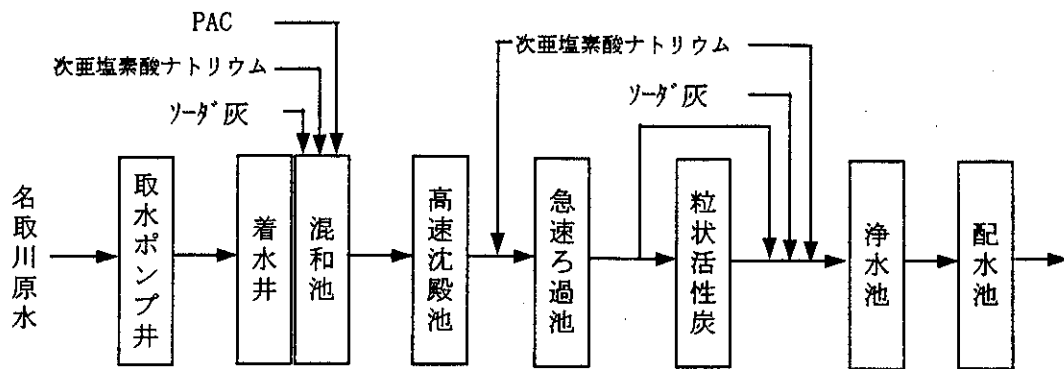 PAC
次亜塩素酸ナトリウム
ソーダ灰
次亜塩素酸ナトリウム
ソーダ灰
名取川原水
取水ポンプ井
着水井
混和池
高速沈殿池
急速ろ過池
粒状活性炭
浄水池
配水池